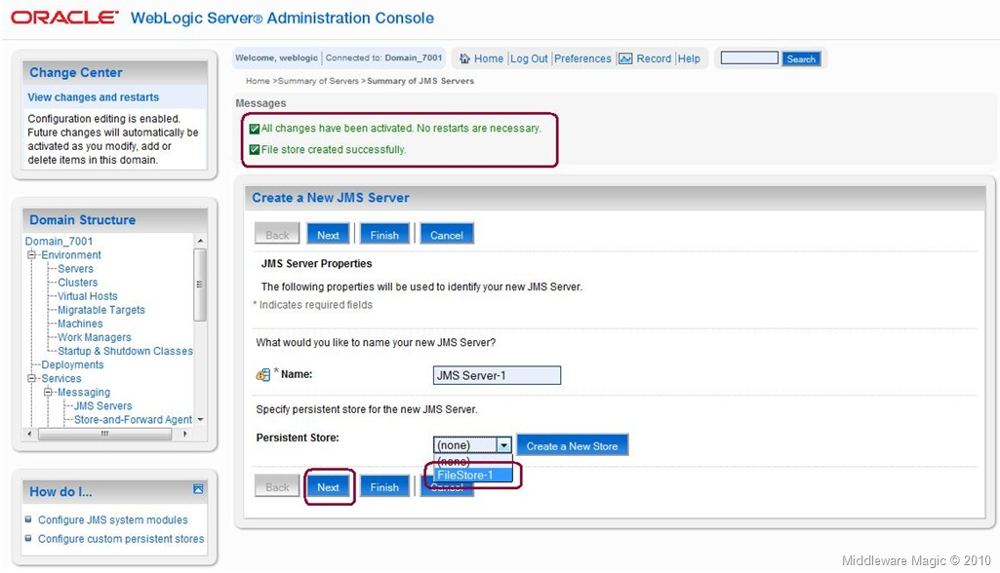 ORACLE WebLogic Server® Administration Console
Change Center
View changes and restarts
Configuration editing is enabled.
Future changes will automatically be
activated as you modify, add or
delete items in this domain.
Domain Structure
Domain_7001
Environment
Servers
Clusters
Virtual Hosts
Migratable Targets
Machines
Work Managers
Startup & Shutdown Classes
Deployments
Services
Messaging
JMS Servers
Store-and-Forward Agent
How do I...
Configure JMS system modules
Configure custom persistent stores
Welcome, weblogic Connected to: Domain_7001 Home Log Out Preferences Record Help Search
Home >Summary of Servers >Summary of JMS Servers
Messages
All changes have been activated. No restarts are necessary.
File store created successfully.
Create a New JMS Server
Back Next Finish Cancel
JMS Server Properties
The following properties will be used to identify your new JMS Server.
* Indicates required fields
What would you like to name your new JMS Server?
* Name: JMS Server-1
Specify persistent store for the new JMS Server.
Persistent Store: (none) Create a New Store
(none)
FileStore-1
Back Next Finish Cancel
Middleware Magic © 2010